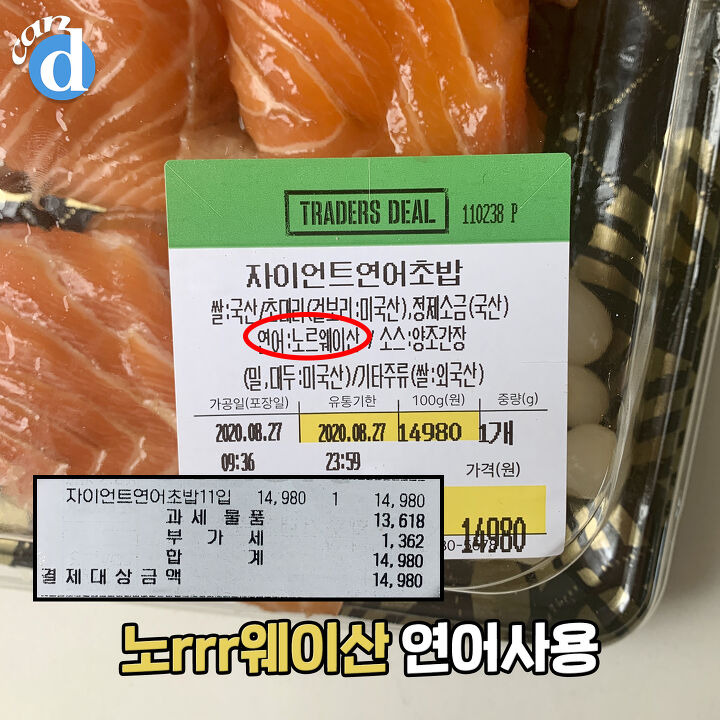 can
d
TRADERS DEAL 110238 P
자이언트연어초밥
쌀:국산/초대리(겉보리:미국산),정제소금(국산)
연어:노르웨이산 / 소스:양조간장
(밀,대두:미국산)/기타주류(쌀:외국산)
가공일(포장일) 유통기한 100g(원) 중량(g)
2020.08.27 2020.08.27 14980 1개
09:36 23:59 가격(원)
14980
자이언트연어초밥11입 14,980 1 14,980
과세물품 13,618
부가세 1,362
합계 14,980
결제대상금액 14,980
노rrr웨이산 연어사용